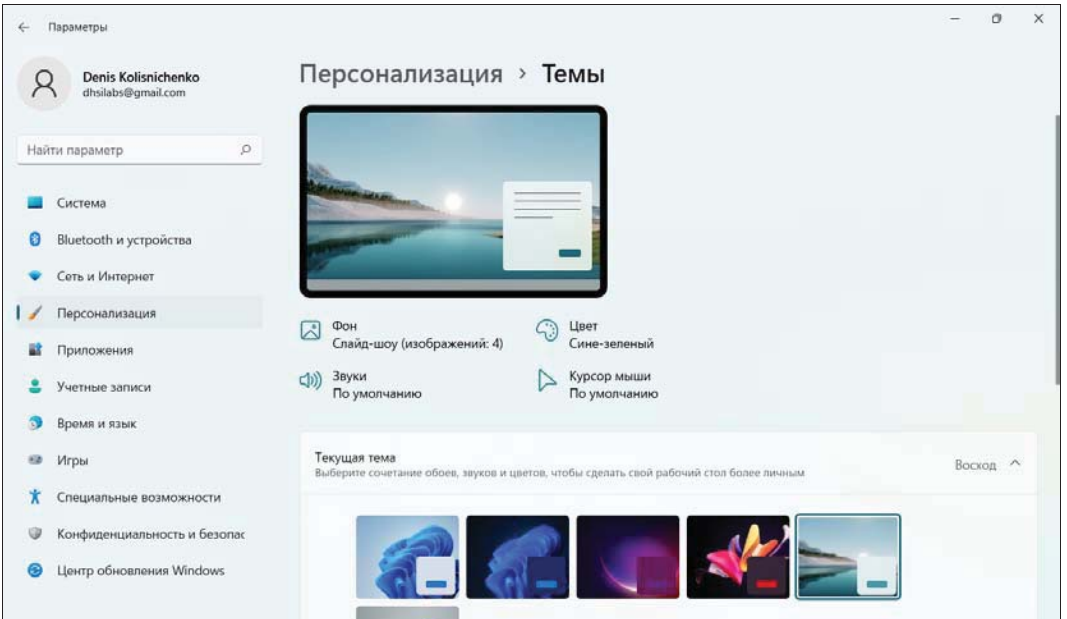 Параметры
Denis Kolisnichenko
dhsilabs@gmail.com
Найти параметр
Система
Bluetooth и устройства
Сеть и Интернет
Персонализация
Приложения
Учетные записи
Время и язык
Игры
Специальные возможности
Конфиденциальность и безопас
Центр обновления Windows
Персонализация > Темы
Фон
Слайд-шоу (изображений: 4)
Цвет
Сине-зеленый
Звуки
По умолчанию
Курсор мыши
По умолчанию
Текущая тема
Выберите сочетание обоев, звуков и цветов, чтобы сделать свой рабочий стол более личным
Восход